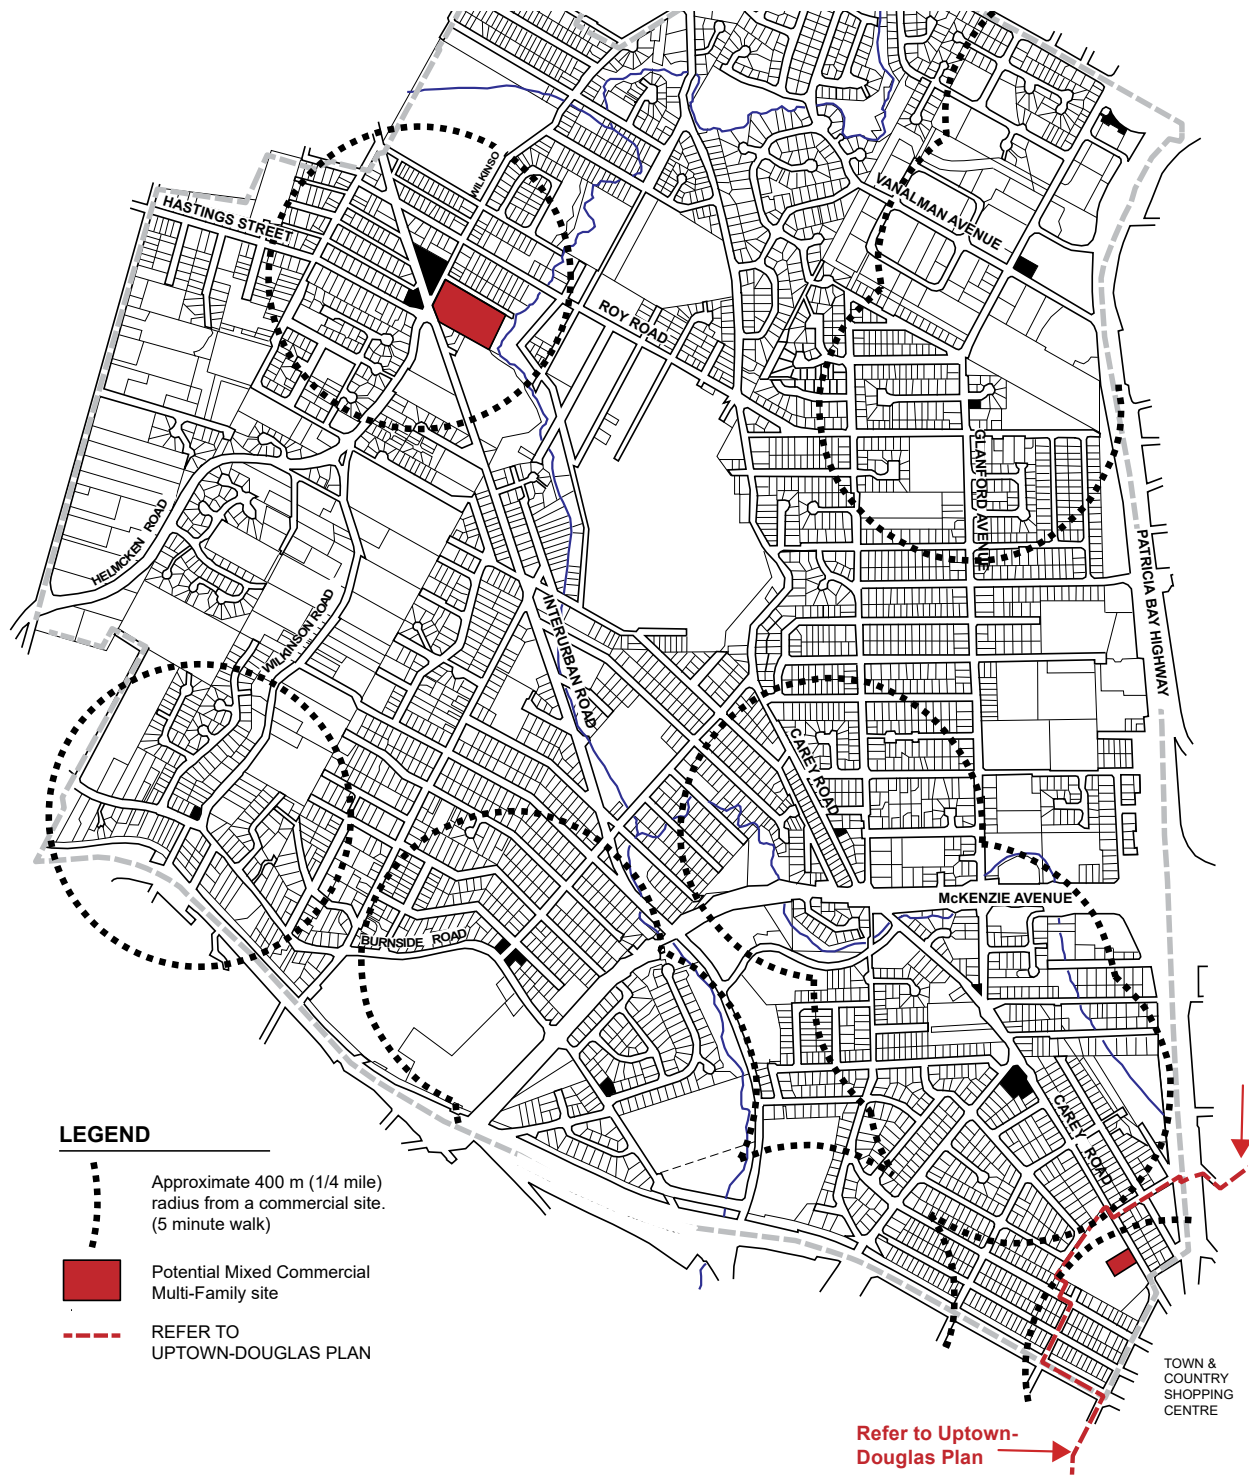 WILKINSO
HASTINGS STREET
VANALMAN AVENUE
ROY ROAD
GLANFORD AVENUE
HELMCKEN ROAD
PATRICIA BAY HIGHWAY
WILKINSON ROAD
INTERURBAN ROAD
CAREY ROAD
McKENZIE AVENUE
BURNSIDE ROAD
CAREY ROAD
LEGEND
Approximate 400 m (1/4 mile)
radius from a commercial site.
(5 minute walk)
Potential Mixed Commercial
Multi-Family site
REFER TO
UPTOWN-DOUGLAS PLAN
TOWN &
COUNTRY
SHOPPING
CENTRE
Refer to Uptown-
Douglas Plan